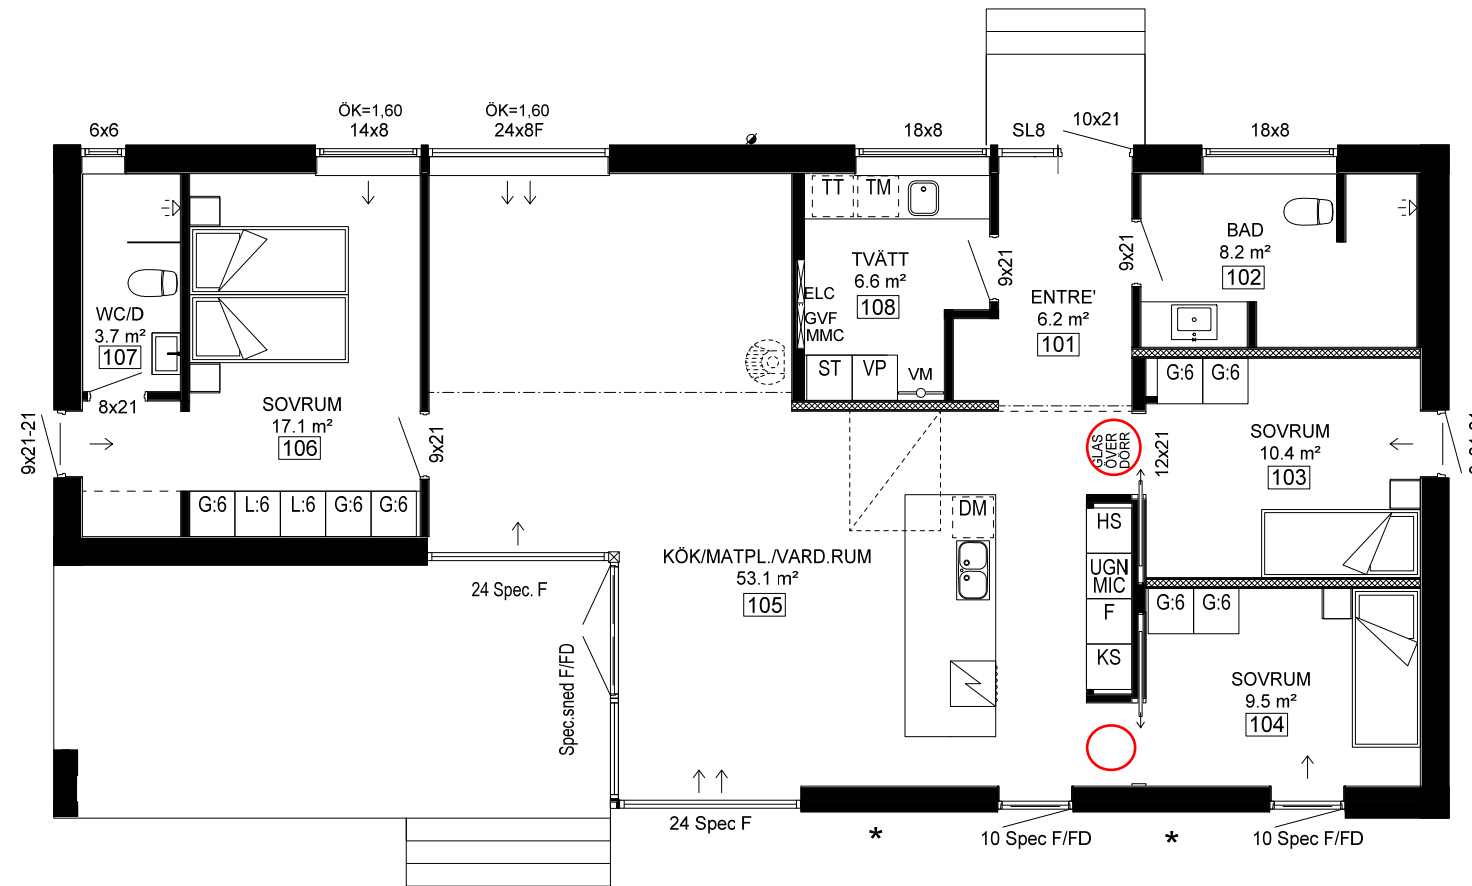 ÖK=1,60
ÖK=1,60
6x6
14x8
24x8F
18x8
SL8
10x21
18x8
TT
TM
BAD
8.2 m²
102
9x21
9x21
TVÄTT
6.6 m²
108
ELC
GVF
MMC
ENTRE'
6.2 m²
101
WC/D
3.7 m²
107
ST
VP
VM
G:6
G:6
8x21
SOVRUM
17.1 m²
106
9x21-21
9x21
GLAS
ÖVER
DÖRR
12x21
SOVRUM
10.4 m²
103
G:6
L:6
L:6
G:6
G:6
DM
HS
UGN
MIC
F
KS
KÖK/MATPL./VARD.RUM
53.1 m²
105
24 Spec. F
G:6
G:6
Spec.sned F/FD
SOVRUM
9.5 m²
104
24 Spec F
*
10 Spec F/FD
*
10 Spec F/FD